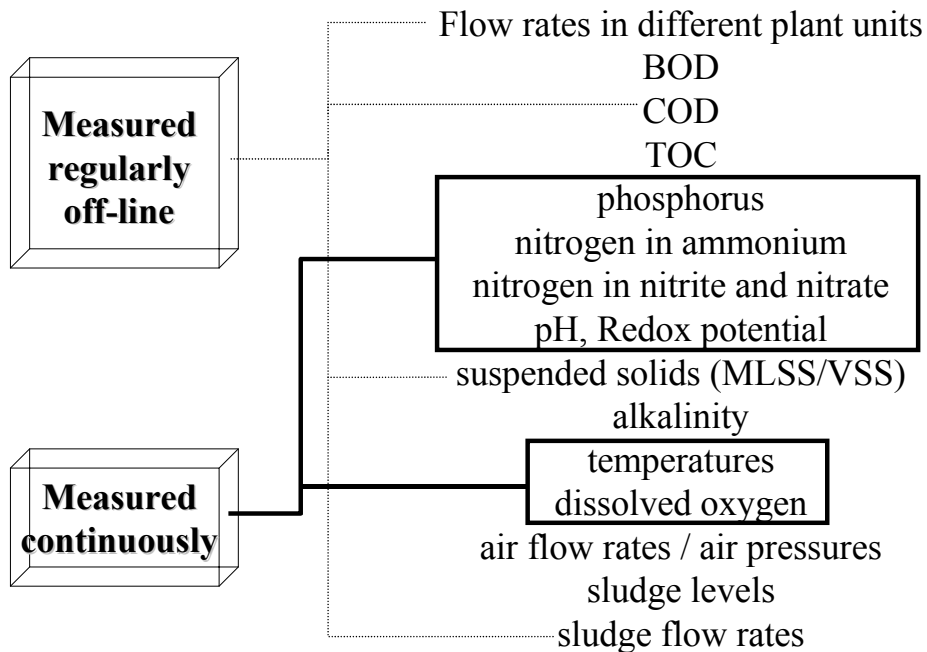 Measured
regularly
off-line
Measured
continuously
Flow rates in different plant units
BOD
COD
TOC
phosphorus
nitrogen in ammonium
nitrogen in nitrite and nitrate
pH, Redox potential
suspended solids (MLSS/VSS)
alkalinity
temperatures
dissolved oxygen
air flow rates / air pressures
sludge levels
sludge flow rates